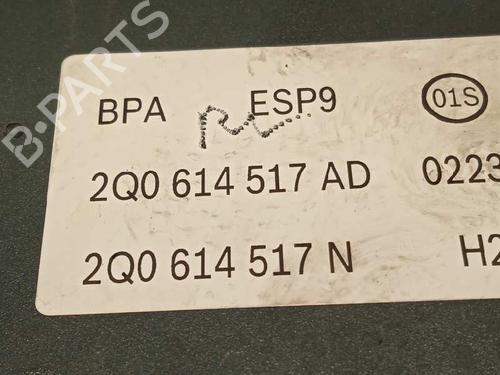 BPA ESP9 01S
2Q0 614 517 AD 0223
2Q0 614 517 N H2
B-PARTS